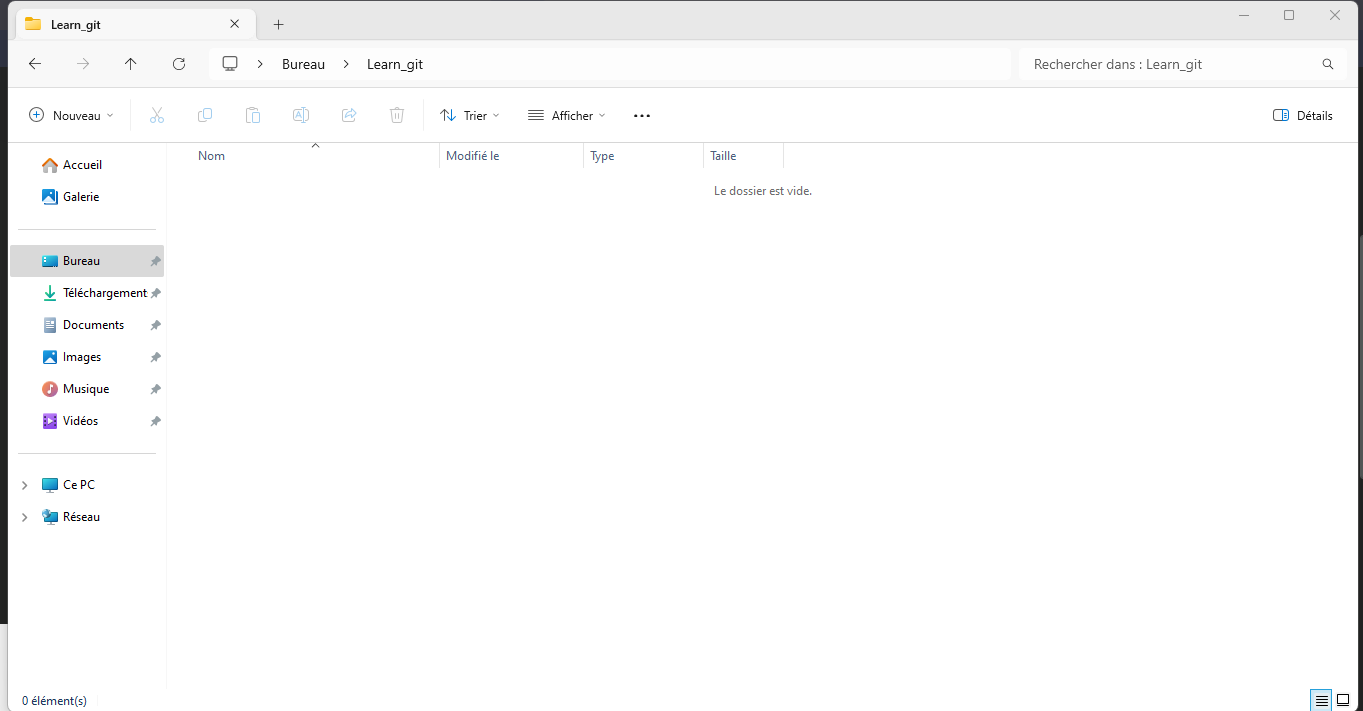 Learn_git
Bureau Learn_git
Rechercher dans : Learn_git
Nouveau
Trier
Afficher
Détails
Nom Modifié le Type Taille
Le dossier est vide.
Accueil
Galerie
Bureau
Téléchargement
Documents
Images
Musique
Vidéos
Ce PC
Réseau
0 élément(s)